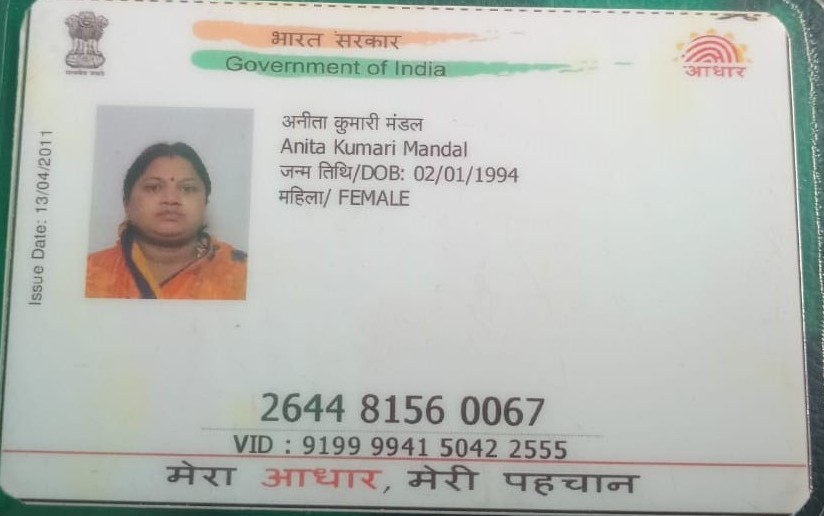 भारत सरकार
Government of India
आधार
Issue Date: 13/04/2011
अनीता कुमारी मंडल
Anita Kumari Mandal
जन्म तिथि/DOB: 02/01/1994
महिला/ FEMALE
2644 8156 0067
VID : 9199 9941 5042 2555
मेरा आधार, मेरी पहचान